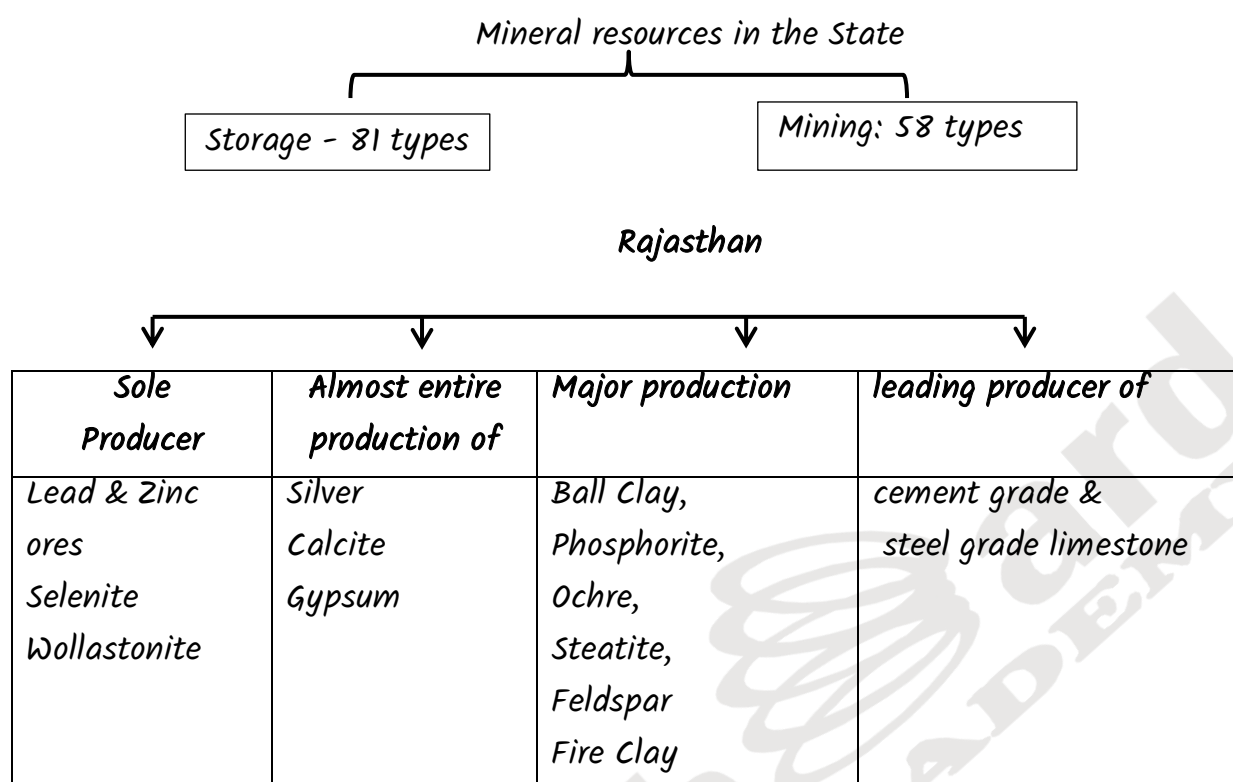 Mineral resources in the State
Storage - 81 types
Mining: 58 types
Rajasthan
Sole
Producer
Almost entire
production of
Major production
leading producer of
Lead & Zinc
ores
Selenite
Wollastonite
Silver
Calcite
Gypsum
Ball Clay,
Phosphorite,
Ochre,
Steatite,
Feldspar
Fire Clay
cement grade &
steel grade limestone